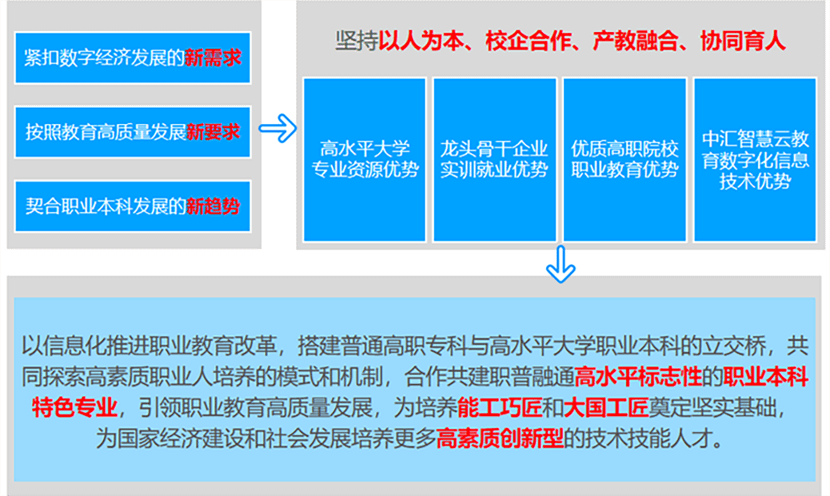 紧扣数字经济发展的新需求
按照教育高质量发展新要求
契合职业本科发展的新趋势
坚持以人为本、校企合作、产教融合、协同育人
高水平大学
专业资源优势
龙头骨干企业
实训就业优势
优质高职院校
职业教育优势
中汇智慧云教
育数字化信息
技术优势
以信息化推进职业教育改革，搭建普通高职专科与高水平大学职业本科的立交桥，共
同探索高素质职业人培养的模式和机制，合作共建职普融通高水平标志性的职业本科
特色专业，引领职业教育高质量发展，为培养能工巧匠和大国工匠奠定坚实基础，
为国家经济建设和社会发展培养更多高素质创新型的技术技能人才。